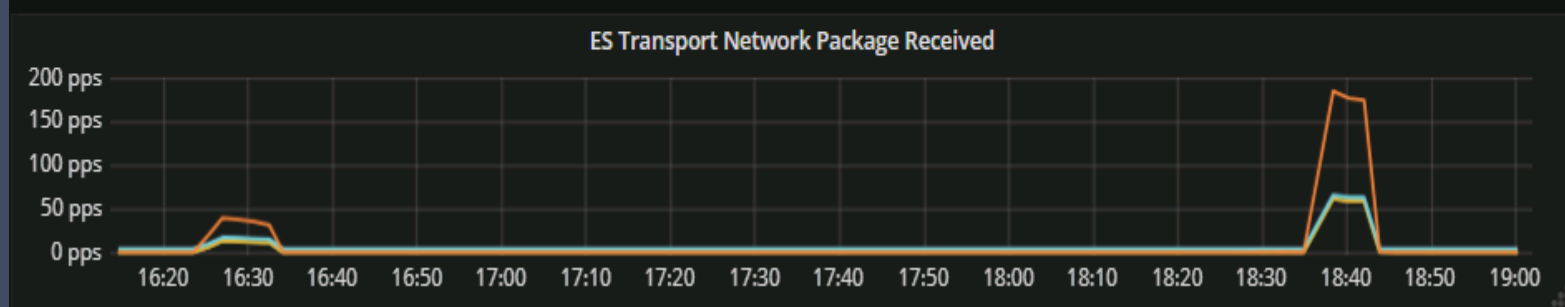 ES Transport Network Package Received
200 pps
150 pps
100 pps
50 pps
0 pps
16:20 16:30 16:40 16:50 17:00 17:10 17:20 17:30 17:40 17:50 18:00 18:10 18:20 18:30 18:40 18:50 19:00